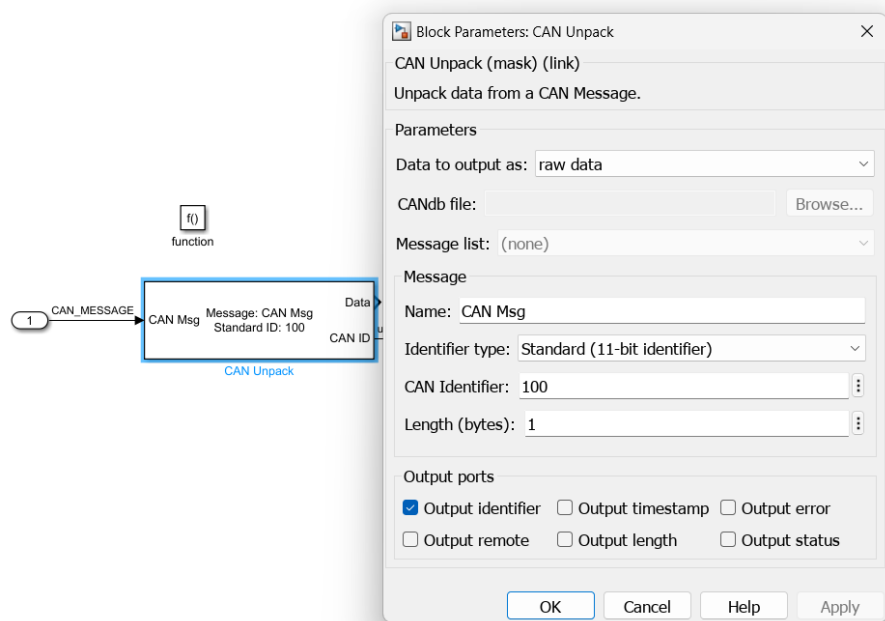 Block Parameters: CAN Unpack
CAN Unpack (mask) (link)
Unpack data from a CAN Message.
Parameters
Data to output as: raw data
CANdb file: Browse...
Message list: (none)
Message
Name: CAN Msg
Identifier type: Standard (11-bit identifier)
CAN Identifier: 100
Length (bytes): 1
Output ports
Output identifier Output timestamp Output error
Output remote Output length Output status
OK Cancel Help Apply
f()
function
1
CAN_MESSAGE
CAN Msg
Message: CAN Msg
Standard ID: 100
Data
CAN ID
u
CAN Unpack